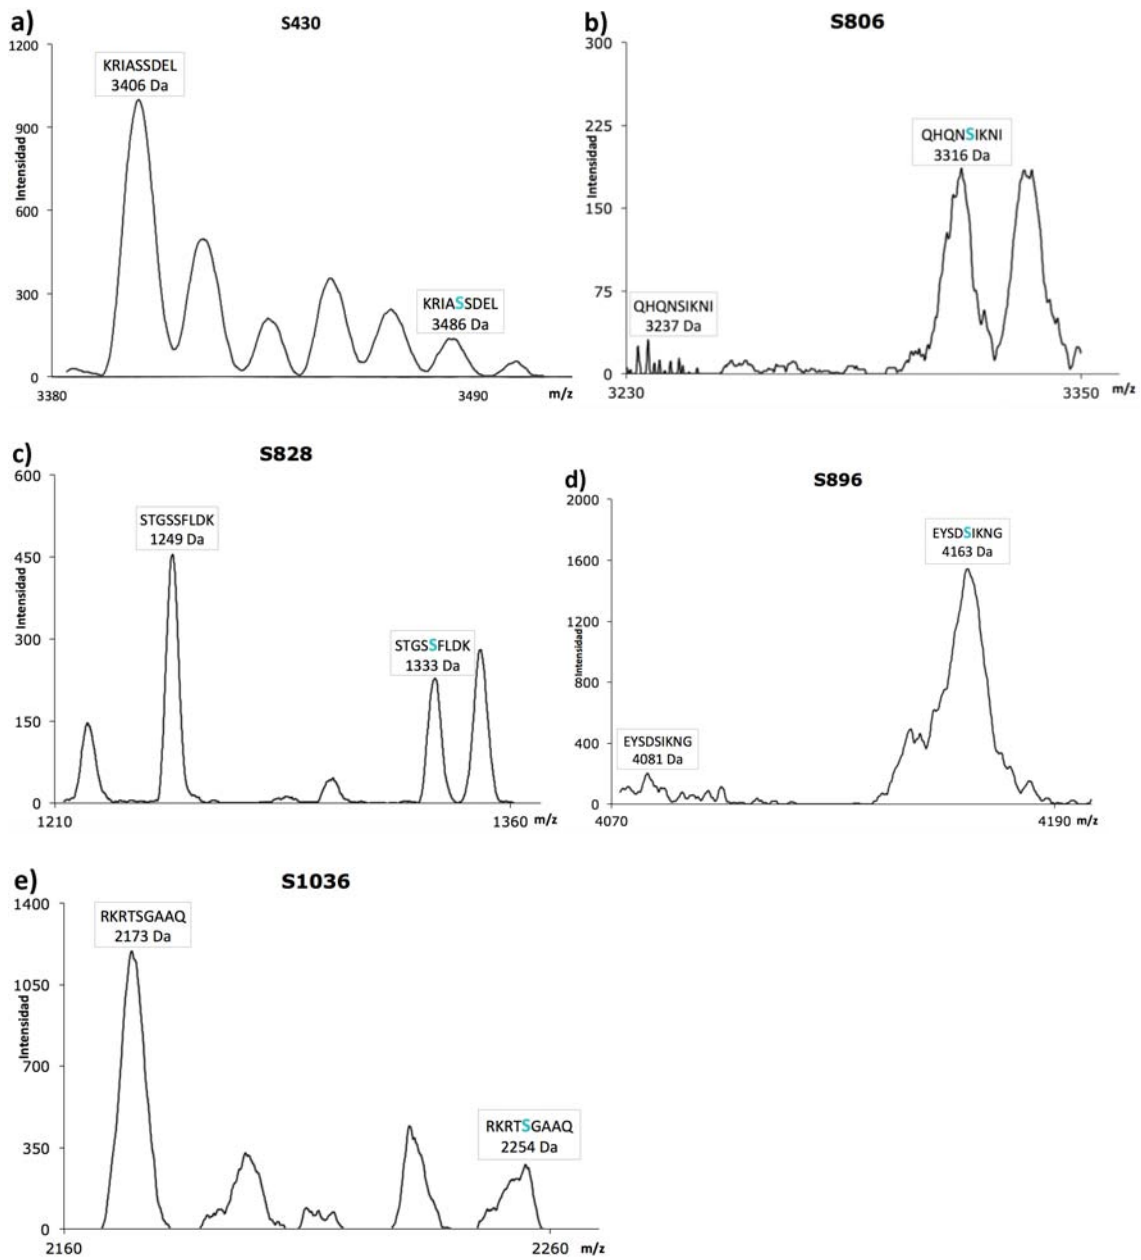 a)
S430
1200
900
600
300
0
Intensidad
KRIASSDEL
3406 Da
KRIASSDEL
3486 Da
3380
3490
m/z
b)
S806
300
225
150
75
0
Intensidad
QHQNSIKNI
3316 Da
QHQNSIKNI
3237 Da
3230
3350
m/z
c)
S828
600
450
300
150
0
Intensidad
STGSSFLDK
1249 Da
STGSSFLDK
1333 Da
1210
1360
m/z
d)
S896
2000
1600
1200
800
400
0
Intensidad
EYSDSIKNG
4163 Da
EYSDSIKNG
4081 Da
4070
4190
m/z
e)
S1036
1400
1050
700
350
0
Intensidad
RKRTSGAAQ
2173 Da
RKRTSGAAQ
2254 Da
2160
2260
m/z